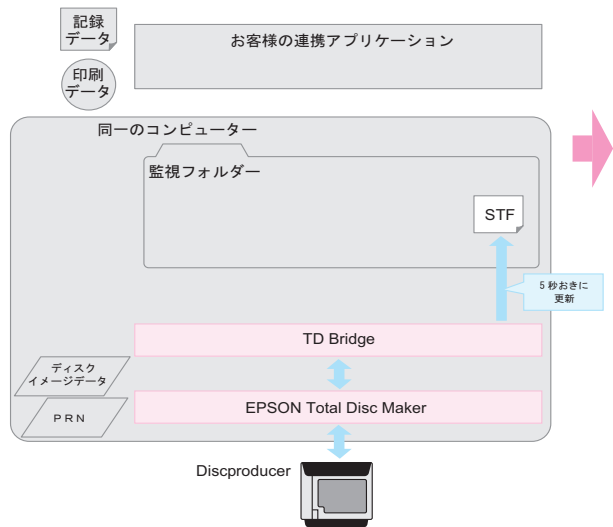 記録
データ
お客様の連携アプリケーション
印刷
データ
同一のコンピューター
監視フォルダー
STF
5 秒おきに
更新
TD Bridge
ディスク
イメージデータ
EPSON Total Disc Maker
PRN
Discproducer